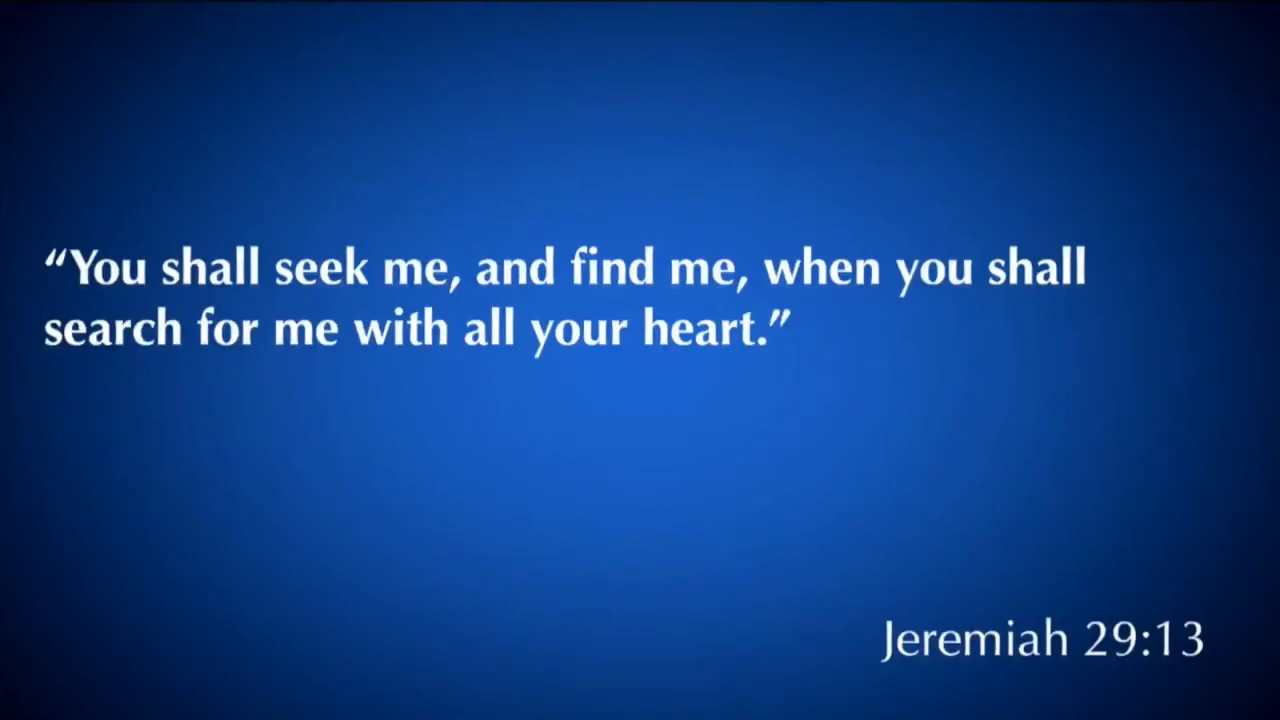 “You shall seek me, and find me, when you shall
search for me with all your heart.”
Jeremiah 29:13